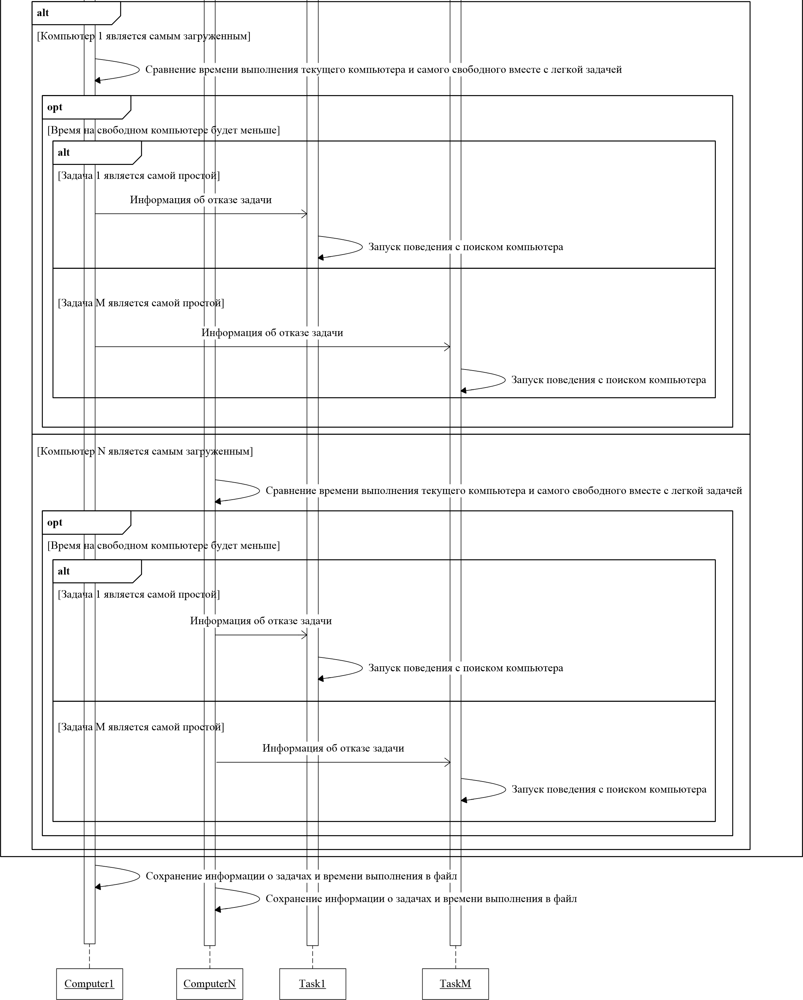 alt
[Компьютер 1 является самым загруженным]
Сравнение времени выполнения текущего компьютера и самого свободного вместе с легкой задачей
opt
[Время на свободном компьютере будет меньше]
alt
[Задача 1 является самой простой]
Информация об отказе задачи
Запуск поведения с поиском компьютера
[Задача М является самой простой]
Информация об отказе задачи
Запуск поведения с поиском компьютера
[Компьютер N является самым загруженным]
Сравнение времени выполнения текущего компьютера и самого свободного вместе с легкой задачей
opt
[Время на свободном компьютере будет меньше]
alt
[Задача 1 является самой простой]
Информация об отказе задачи
Запуск поведения с поиском компьютера
[Задача М является самой простой]
Информация об отказе задачи
Запуск поведения с поиском компьютера
Сохранение информации о задачах и времени выполнения в файл
Сохранение информации о задачах и времени выполнения в файл
Computer1 ComputerN Task1 TaskM